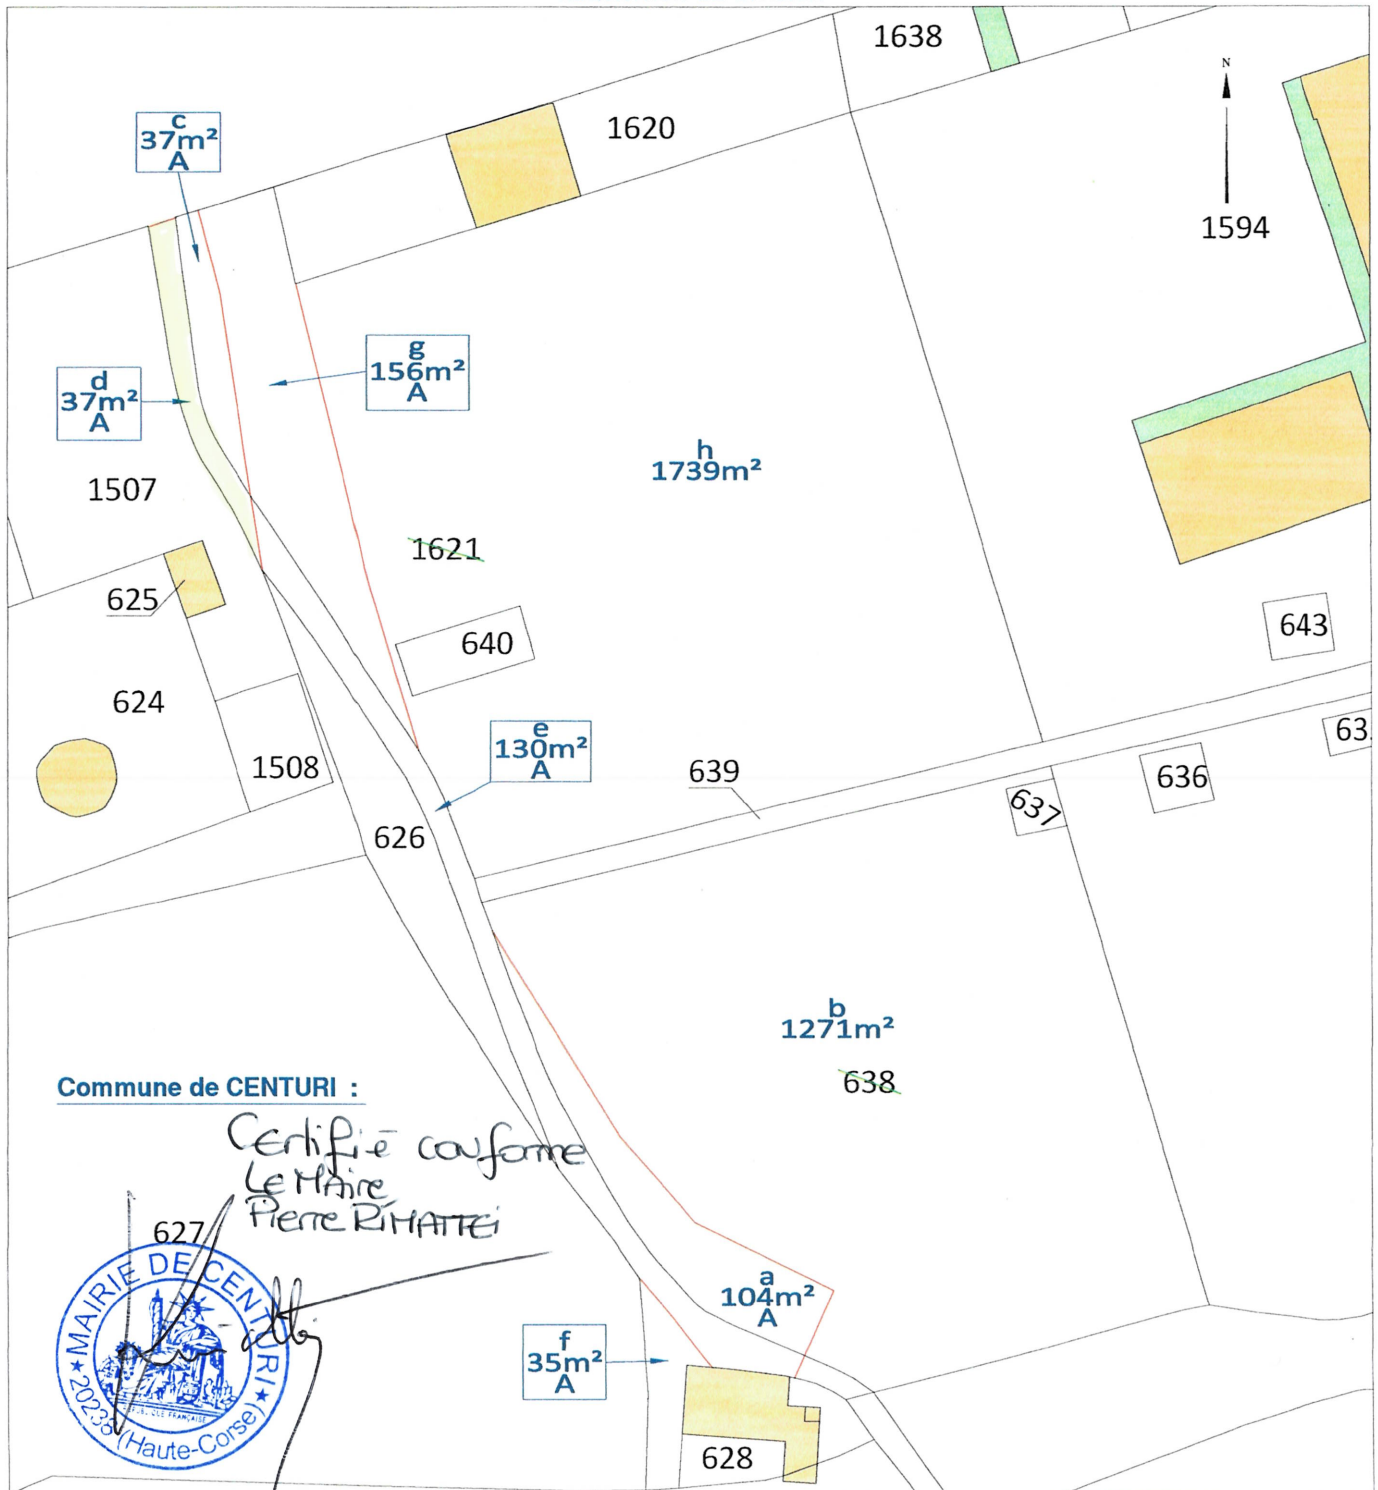 1638
N
c
37m²
A
1620
1594
g
156m²
A
d
37m²
A
h
1739m²
1507
1621
625
640
643
624
e
130m²
A
1508
639
63
636
637
626
b
1271m²
638
Commune de CENTURI :
Certifié conforme
Le Maire
Pierre RIMATTEI
627
MAIRIE DE CENTURI
RÉPUBLIQUE FRANÇAISE
20238 (Haute-Corse)
a
104m²
A
f
35m²
A
628